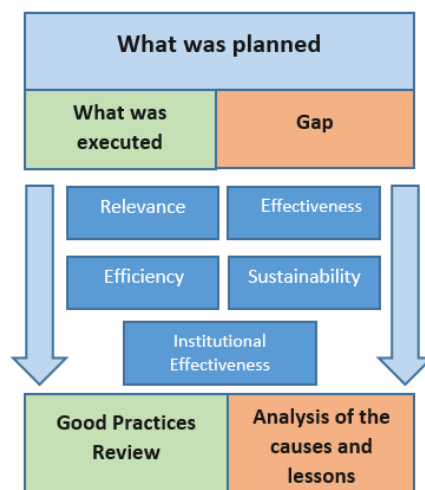 What was planned
What was
executed
Gap
Relevance
Effectiveness
Efficiency
Sustainability
Institutional
Effectiveness
Good Practices
Review
Analysis of the
causes and
lessons